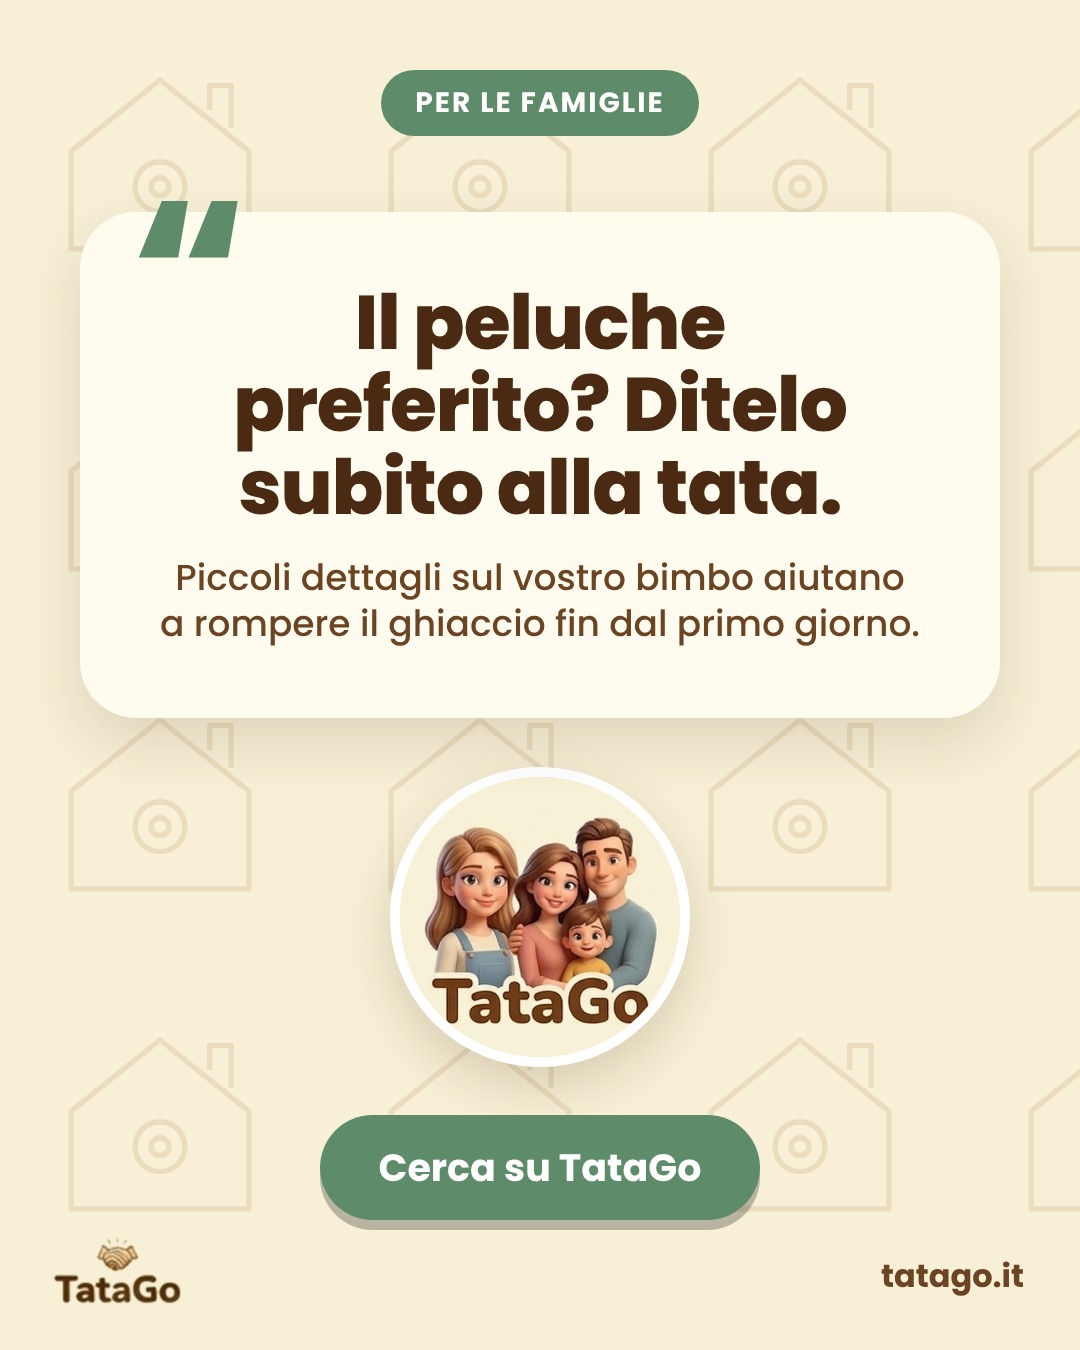 PER LE FAMIGLIE
Il peluche
preferito? Ditelo
subito alla tata.
Piccoli dettagli sul vostro bimbo aiutano
a rompere il ghiaccio fin dal primo giorno.
TataGo
Cerca su TataGo
TataGo
tatago.it